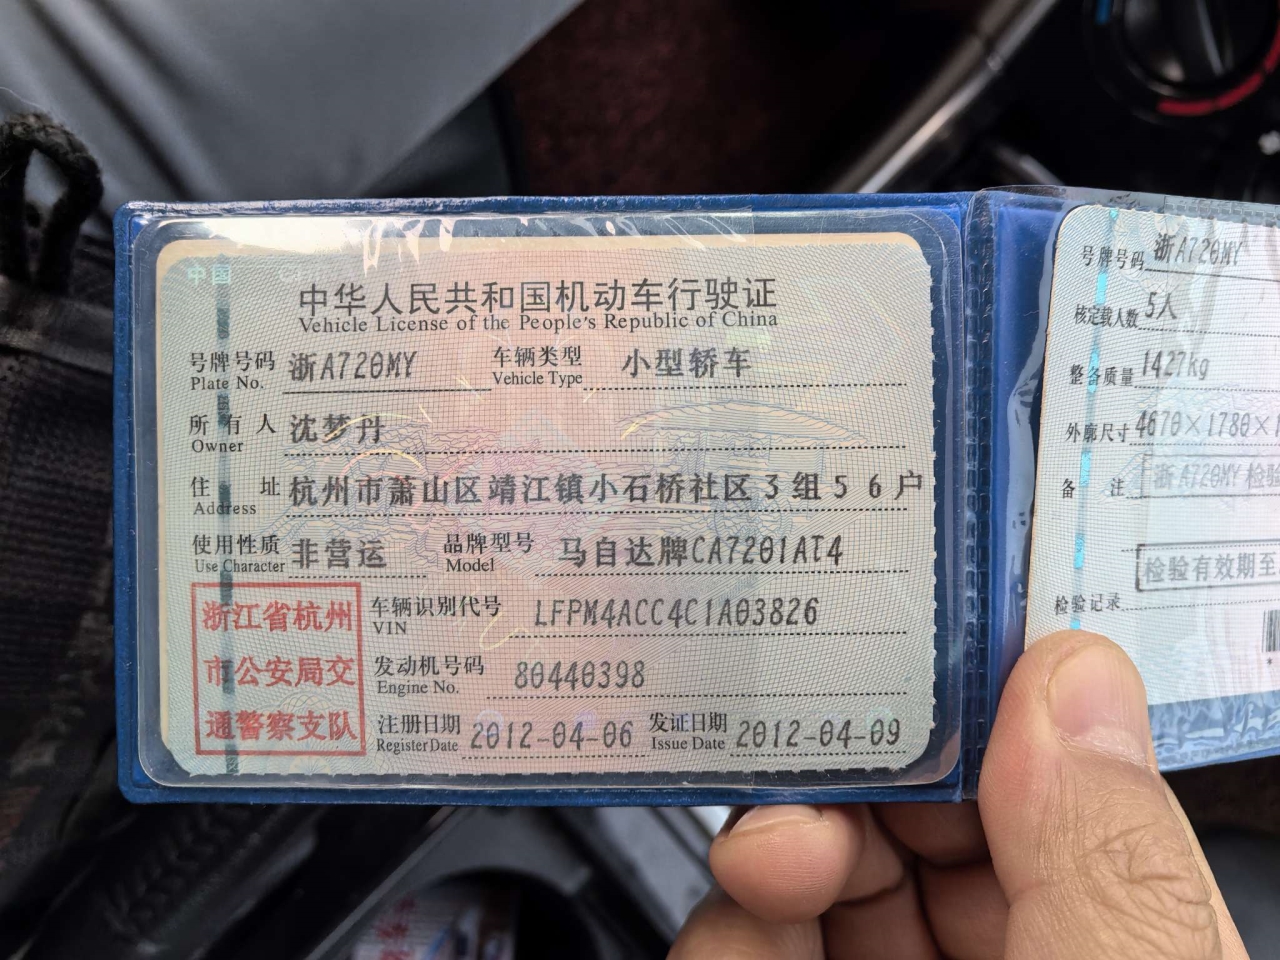 中国
中华人民共和国机动车行驶证
Vehicle License of the People's Republic of China
号牌号码 浙A720MY 车辆类型 小型轿车
Plate No. Vehicle Type
所有人 沈梦丹
Owner
住址 杭州市萧山区靖江镇小石桥社区3组56户
Address
使用性质 非营运 品牌型号 马自达牌CA7201AT4
Use Character Model
浙江省杭州
市公安局交
通警察支队
车辆识别代号 LFPM4ACC4C1A03826
VIN
发动机号码 80440398
Engine No.
注册日期 2012-04-06 发证日期 2012-04-09
Register Date Issue Date
号牌号码 浙A720MY
核定载人数 5人
整备质量 1427kg
外廓尺寸 4670×1780×
备注 浙A720MY 检验
检验有效期至
检验记录